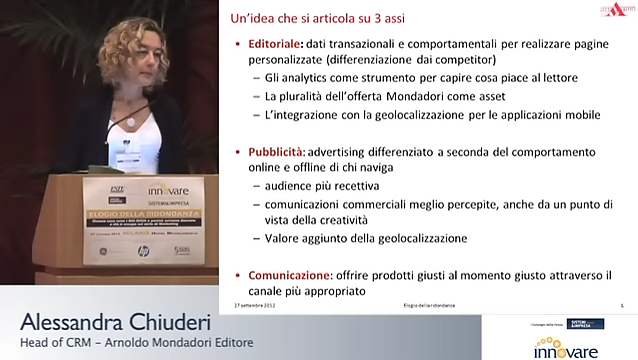 Un'idea che si articola su 3 assi
• Editoriale: dati transazionali e comportamentali per realizzare pagine
personalizzate (differenziazione dai competitor)
– Gli analytics come strumento per capire cosa piace al lettore
– La pluralità dell'offerta Mondadori come asset
– L'integrazione con la geolocalizzazione per le applicazioni mobile
• Pubblicità: advertising differenziato a seconda del comportamento
online e offline di chi naviga
– audience più recettiva
– comunicazioni commerciali meglio percepite, anche da un punto di
vista della creatività
– Valore aggiunto della geolocalizzazione
• Comunicazione: offrire prodotti giusti al momento giusto attraverso il
canale più appropriato
27 settembre 2012
Elogio della ridondanza
innovare
SISTEMI&IMPRESA
ELOGIO DELLA RIDONDANZA
hp
Alessandra Chiuderi
Head of CRM – Arnoldo Mondadori Editore
SISTEMI&IMPRESA
innovare